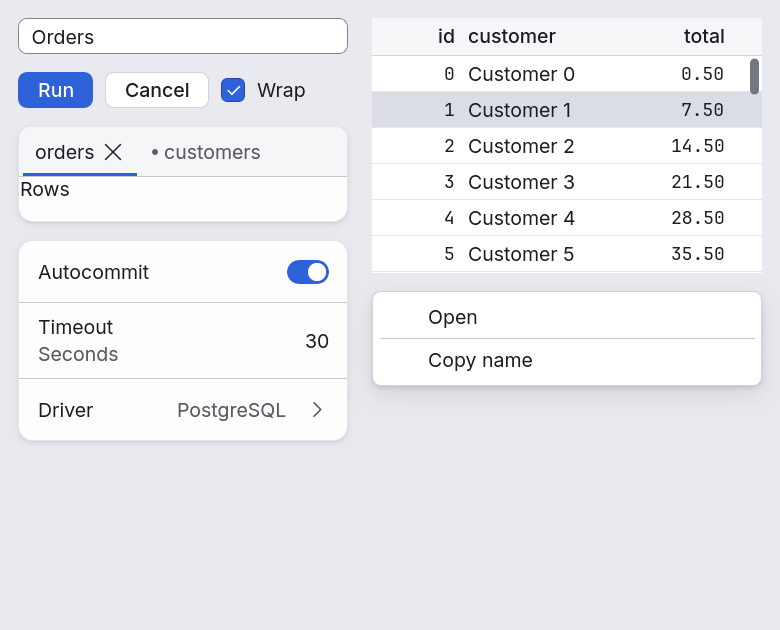 Orders
Run Cancel Wrap
orders • customers
Rows
Autocommit
Timeout
Seconds
30
Driver PostgreSQL
id customer total
0 Customer 0 0.50
1 Customer 1 7.50
2 Customer 2 14.50
3 Customer 3 21.50
4 Customer 4 28.50
5 Customer 5 35.50
Open
Copy name